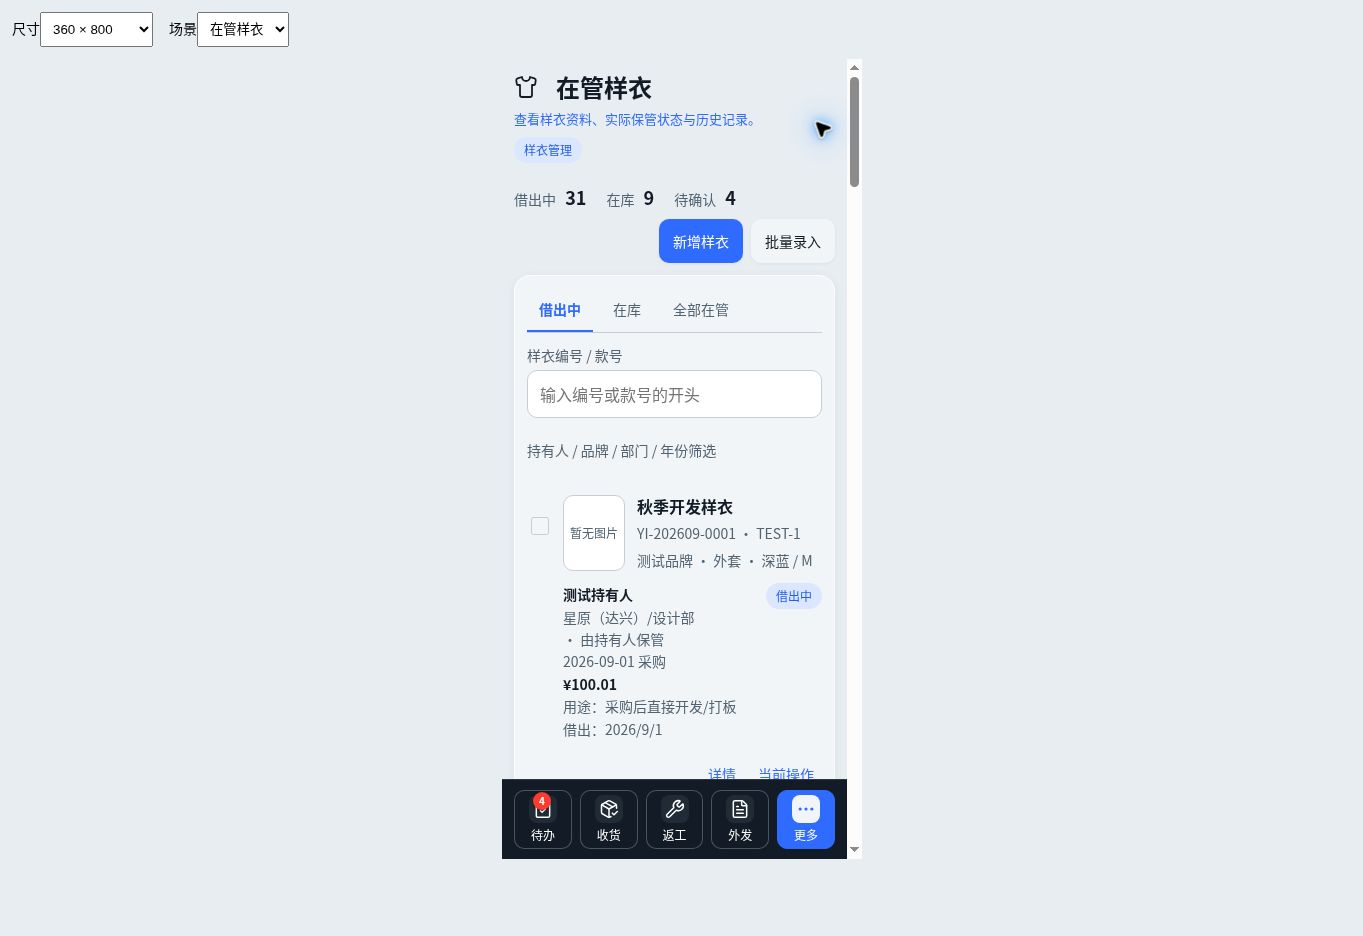 尺寸 360 × 800 场景 在管样衣
在管样衣
查看样衣资料、实际保管状态与历史记录。
样衣管理
借出中 31 在库 9 待确认 4
新增样衣 批量录入
借出中 在库 全部在管
样衣编号 / 款号
输入编号或款号的开头
持有人 / 品牌 / 部门 / 年份筛选
秋季开发样衣
暂无图片
YI-202609-0001 · TEST-1
测试品牌 · 外套 · 深蓝 / M
测试持有人 借出中
星原（达兴）/设计部
· 由持有人保管
2026-09-01 采购
¥100.01
用途：采购后直接开发/打板
借出：2026/9/1
详情 当前操作
4
待办 收货 返工 外发 更多